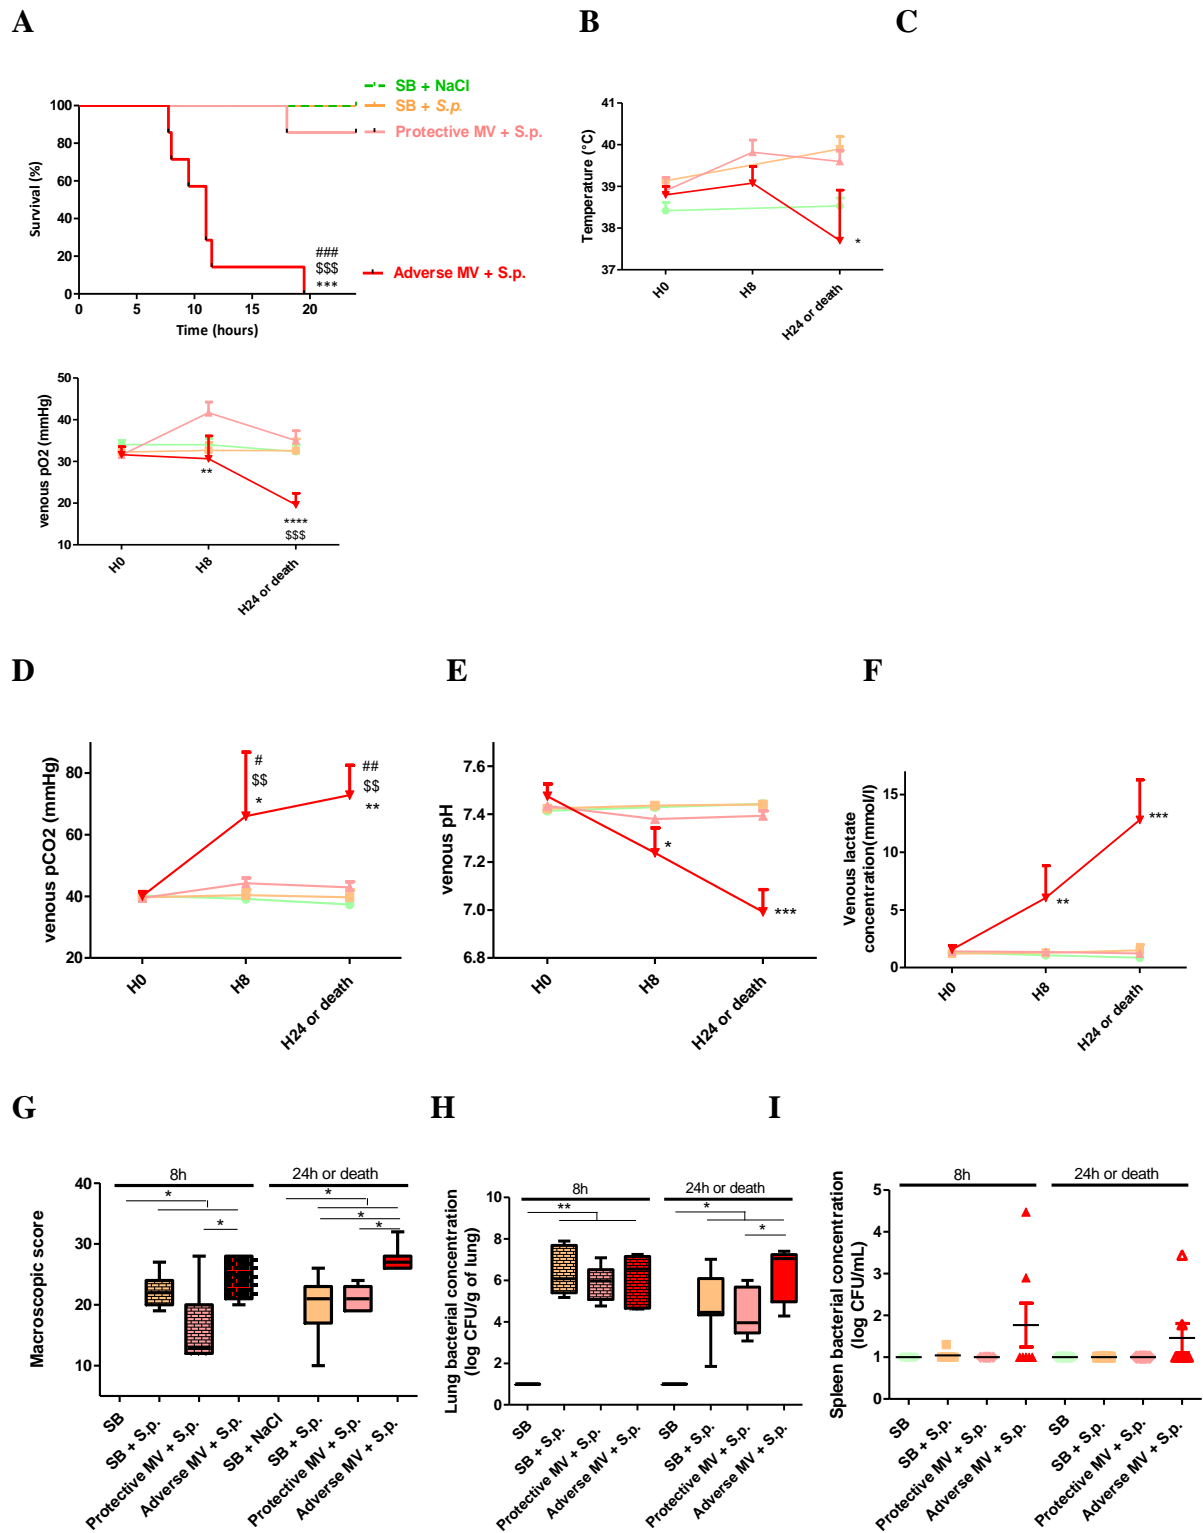 A
B
C
SB + NaCl
SB + S.p.
Protective MV + S.p.
Adverse MV + S.p.
Survival (%)
100
80
60
40
20
0
###
$$$
***
0
5
10
15
20
Time (hours)
Temperature (°C)
41
40
39
38
37
*
H0
H8
H24 or death
venous pO2 (mmHg)
50
40
30
20
10
**
****
$$$
H0
H8
H24 or death
D
E
F
venous pCO2 (mmHg)
80
60
40
20
#
$$
*
##
$$
**
H0
H8
H24 or death
venous pH
7.6
7.4
7.2
7.0
6.8
*
***
H0
H8
H24 or death
Venous lactate
concentration(mmol/l)
15
10
5
0
**
***
H0
H8
H24 or death
G
H
I
Macroscopic score
8h
24h or death
40
30
20
10
*
*
*
*
*
SB
SB + S.p.
Protective MV + S.p.
Adverse MV + S.p.
SB + NaCl
SB + S.p.
Protective MV + S.p.
Adverse MV + S.p.
Lung bacterial concentration
(log CFU/g of lung)
8h
24h or death
10
8
6
4
2
0
**
*
*
SB
SB + S.p.
Protective MV + S.p.
Adverse MV + S.p.
SB
SB + S.p.
Protective MV + S.p.
Adverse MV + S.p.
Spleen bacterial concentration
(log CFU/mL)
8h
24h or death
5
4
3
2
1
0
SB
SB + S.p.
Protective MV + S.p.
Adverse MV + S.p.
SB
SB + S.p.
Protective MV + S.p.
Adverse MV + S.p.